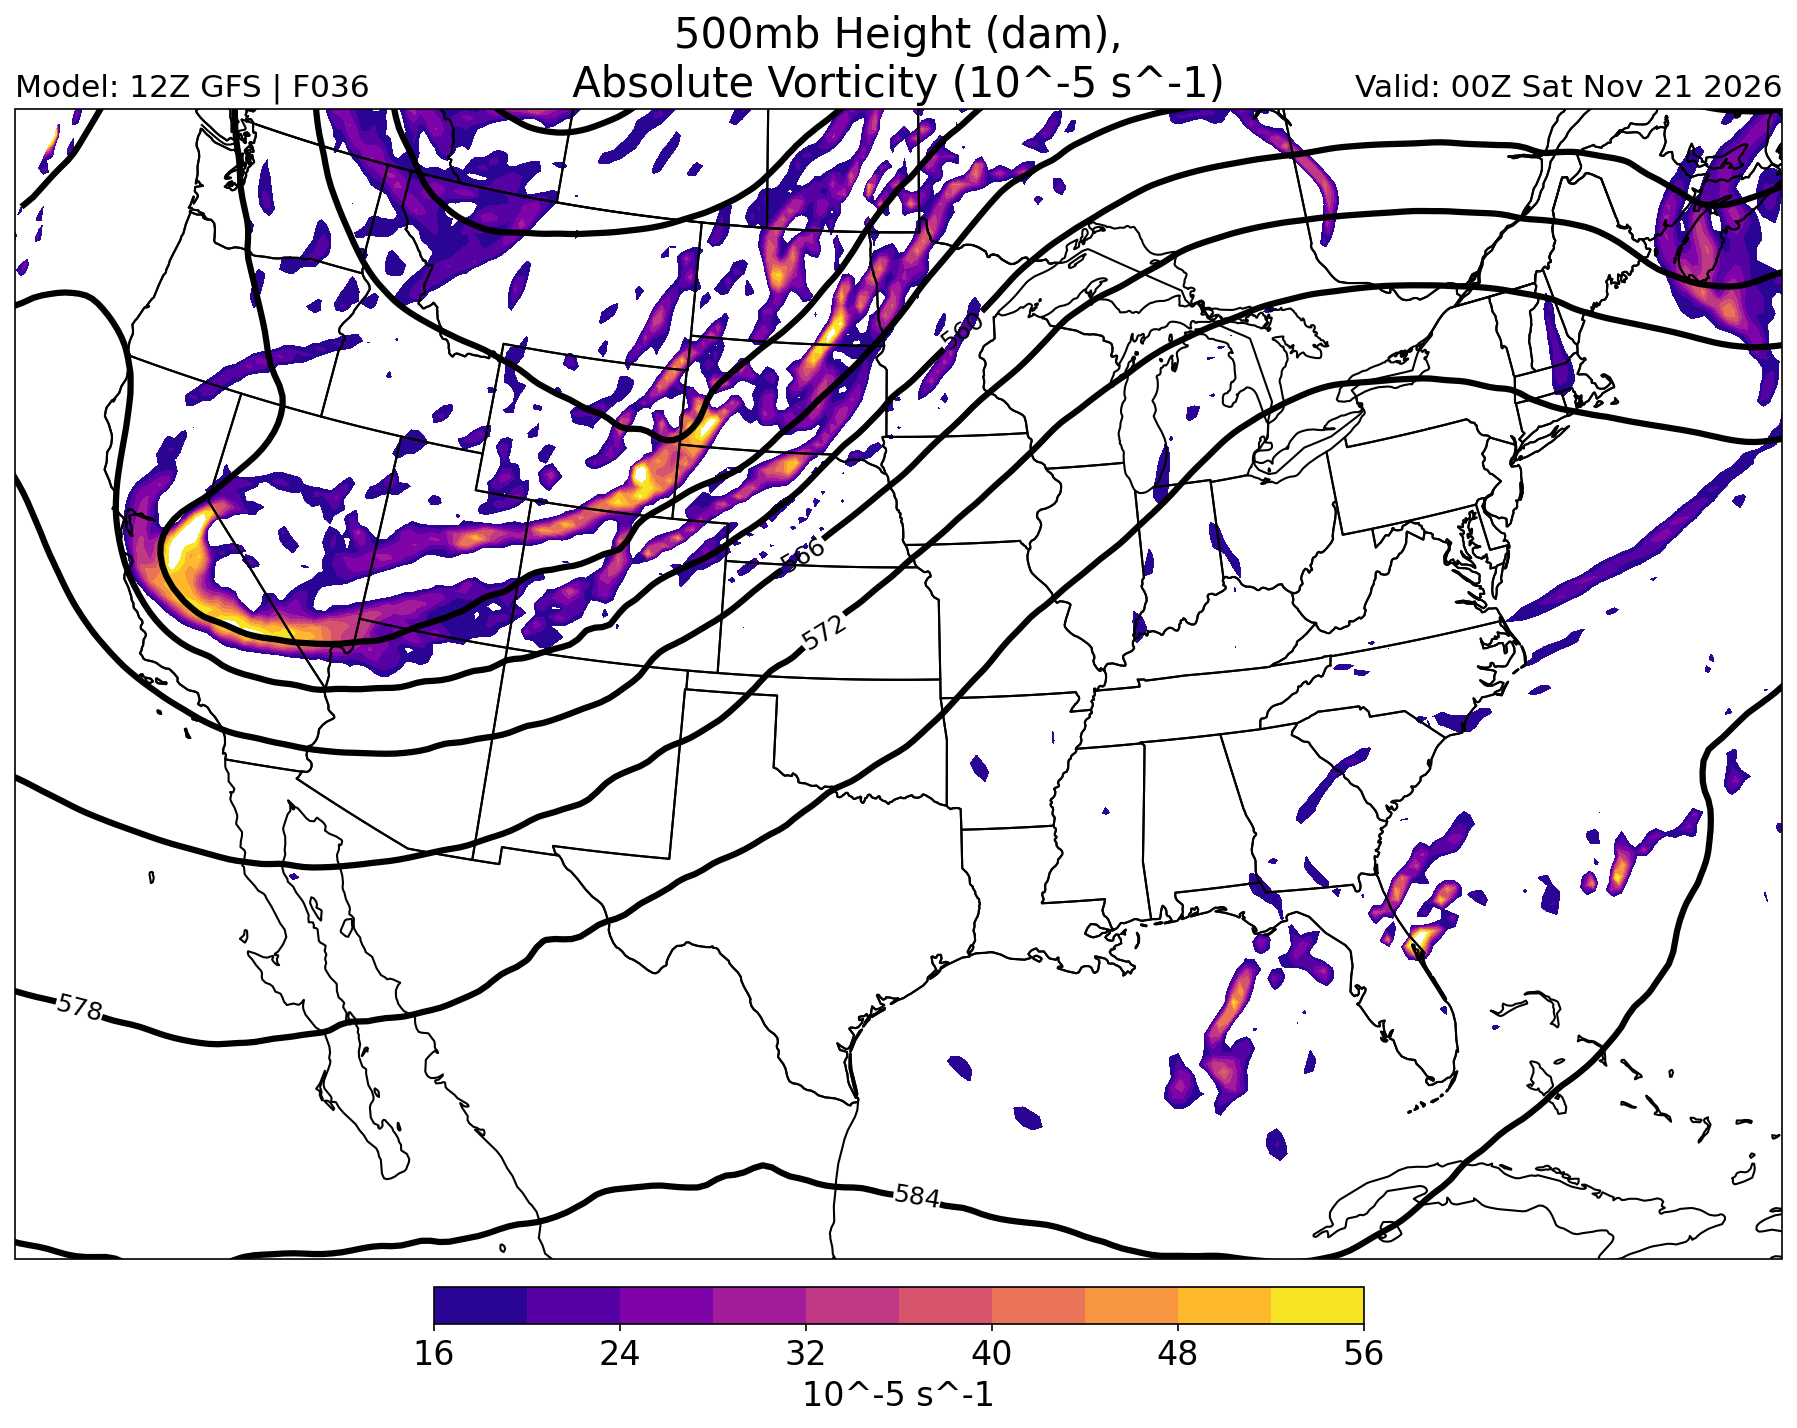 500mb Height (dam),
Model: 12Z GFS | F036
Absolute Vorticity (10^-5 s^-1)
Valid: 00Z Sat Nov 21 2026
560
566
572
578
584
16 24 32 40 48 56
10^-5 s^-1